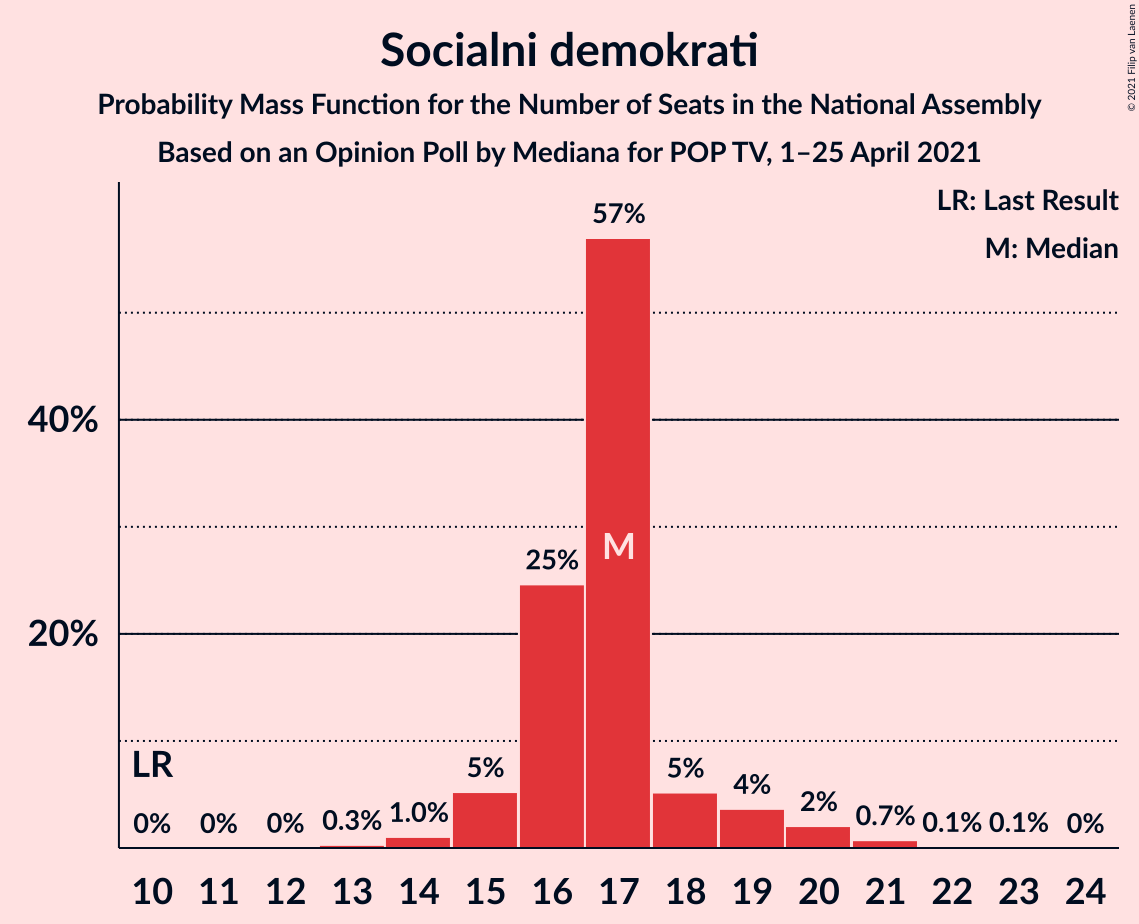 Socialni demokrati
Probability Mass Function for the Number of Seats in the National Assembly
Based on an Opinion Poll by Mediana for POP TV, 1–25 April 2021
© 2021 Filip van Laenen
LR: Last Result
M: Median
57%
40%
M
25%
20%
LR
5%
5%
4%
2%
0%
0%
0%
0.3%
1.0%
0.7%
0.1%
0.1%
0%
10 11 12 13 14 15 16 17 18 19 20 21 22 23 24